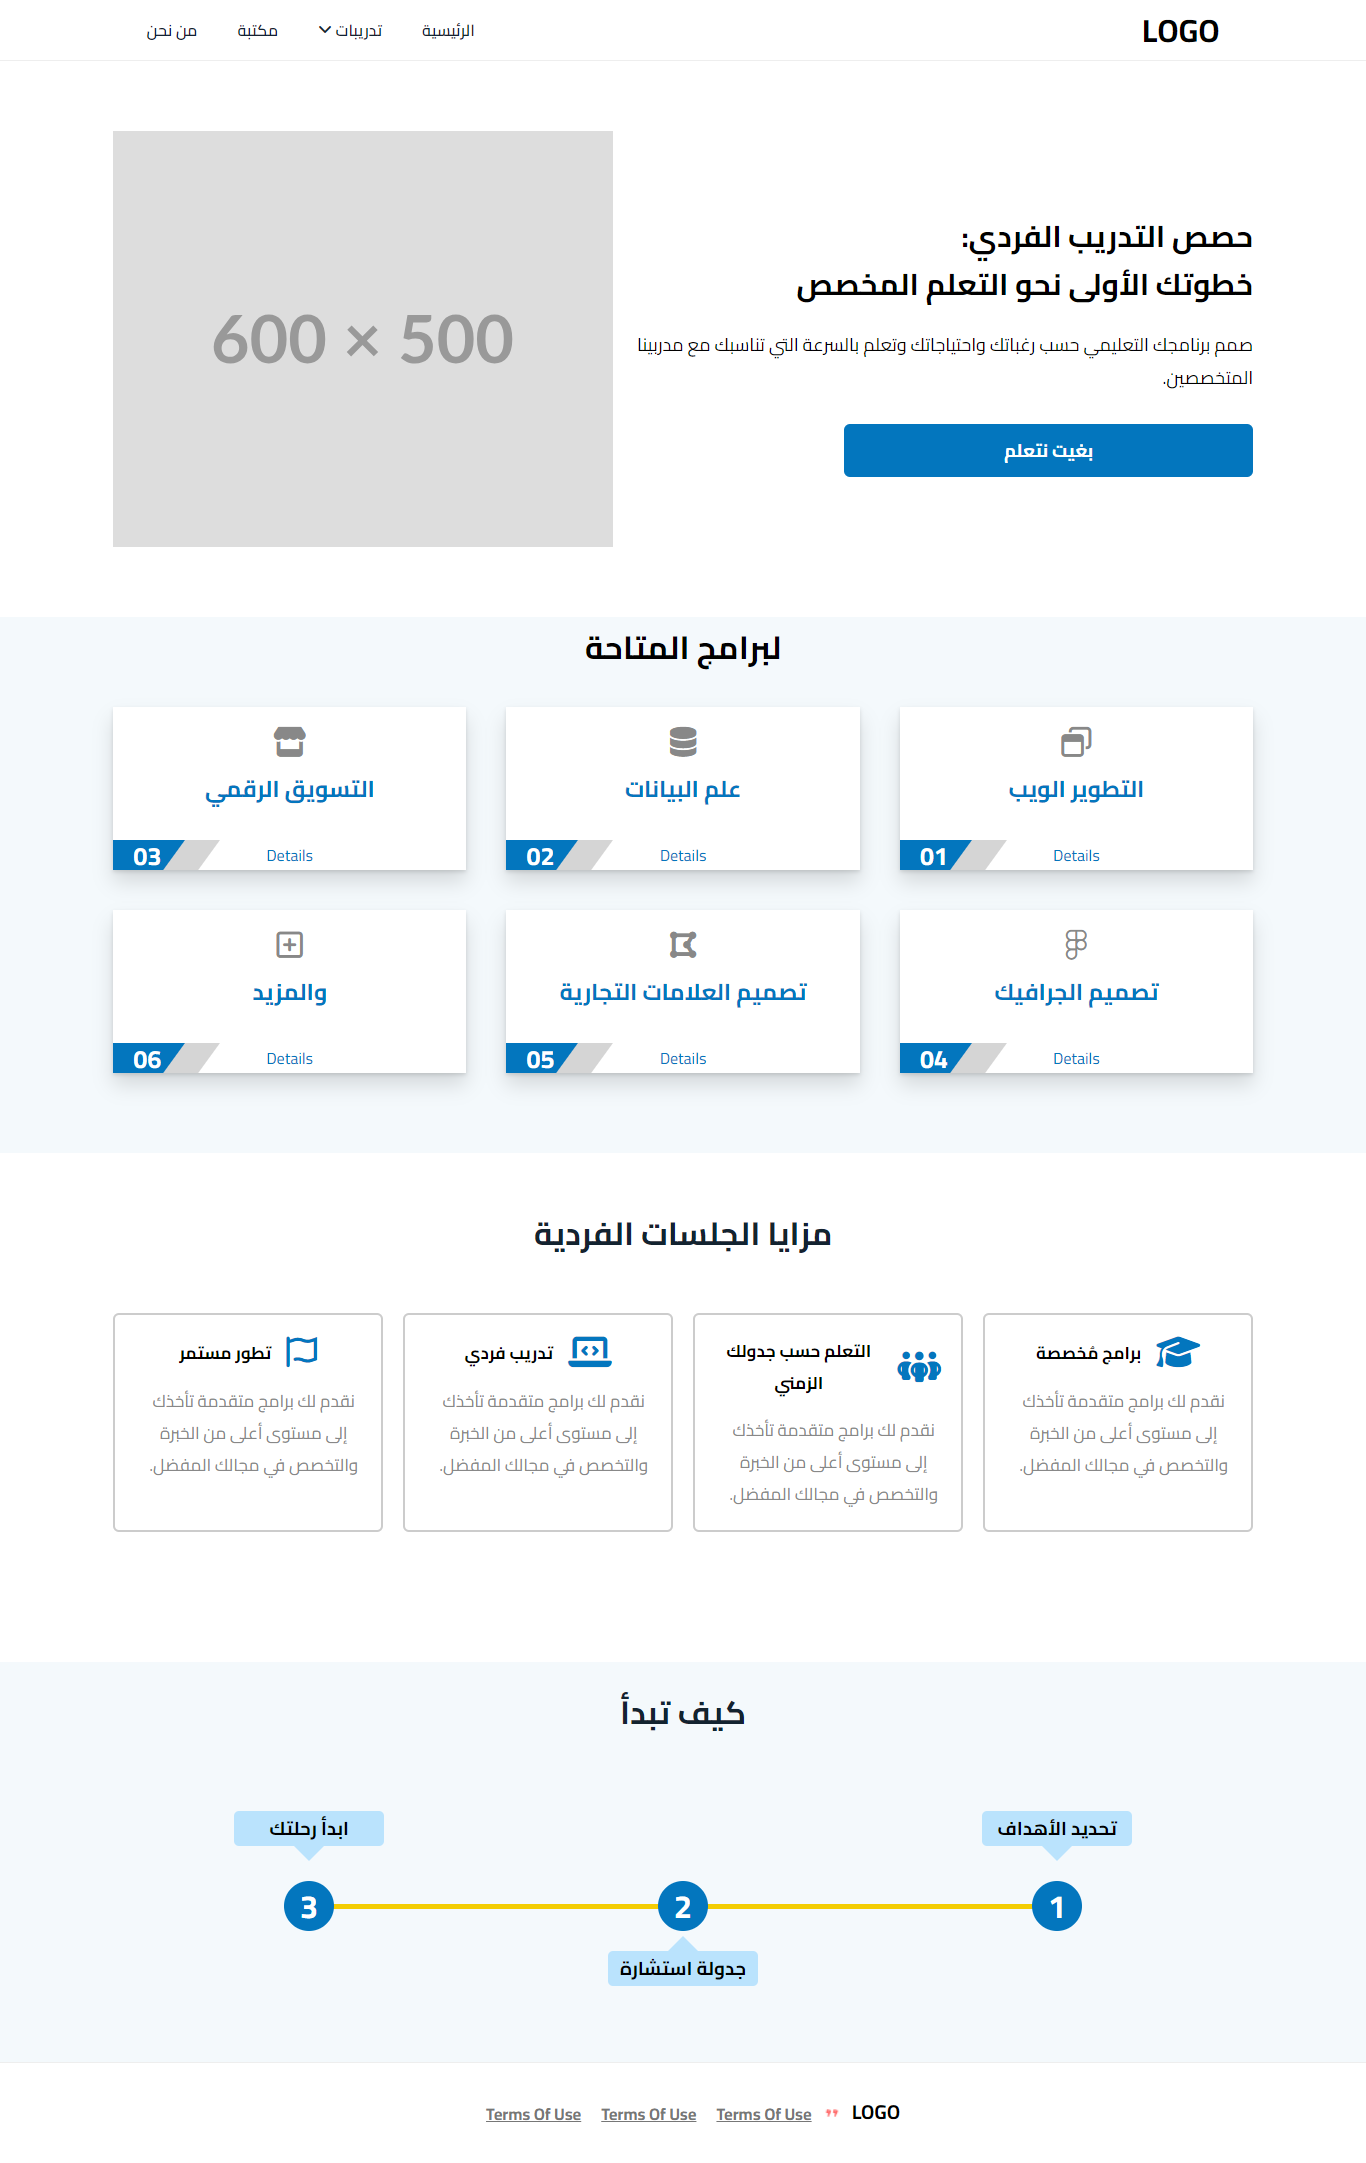 LOGO
الرئيسية
تدريبات
مكتبة
من نحن
حصص التدريب الفردي:
خطوتك الأولى نحو التعلم المخصص
صمم برنامجك التعليمي حسب رغباتك واحتياجاتك وتعلم بالسرعة التي تناسبك مع مدربينا
المتخصصين.
بغيت نتعلم
600 × 500
لبرامج المتاحة
التطوير الويب
Details
01
علم البيانات
Details
02
التسويق الرقمي
Details
03
تصميم الجرافيك
Details
04
تصميم العلامات التجارية
Details
05
والمزيد
Details
06
مزايا الجلسات الفردية
برامج مُخصصة
نقدم لك برامج متقدمة تأخذك
إلى مستوى أعلى من الخبرة
والتخصص في مجالك المفضل.
التعلم حسب جدولك
الزمني
نقدم لك برامج متقدمة تأخذك
إلى مستوى أعلى من الخبرة
والتخصص في مجالك المفضل.
تدريب فردي
نقدم لك برامج متقدمة تأخذك
إلى مستوى أعلى من الخبرة
والتخصص في مجالك المفضل.
تطور مستمر
نقدم لك برامج متقدمة تأخذك
إلى مستوى أعلى من الخبرة
والتخصص في مجالك المفضل.
كيف تبدأ
تحديد الأهداف
1
2
جدولة استشارة
ابدأ رحلتك
3
LOGO
Terms Of Use
Terms Of Use
Terms Of Use